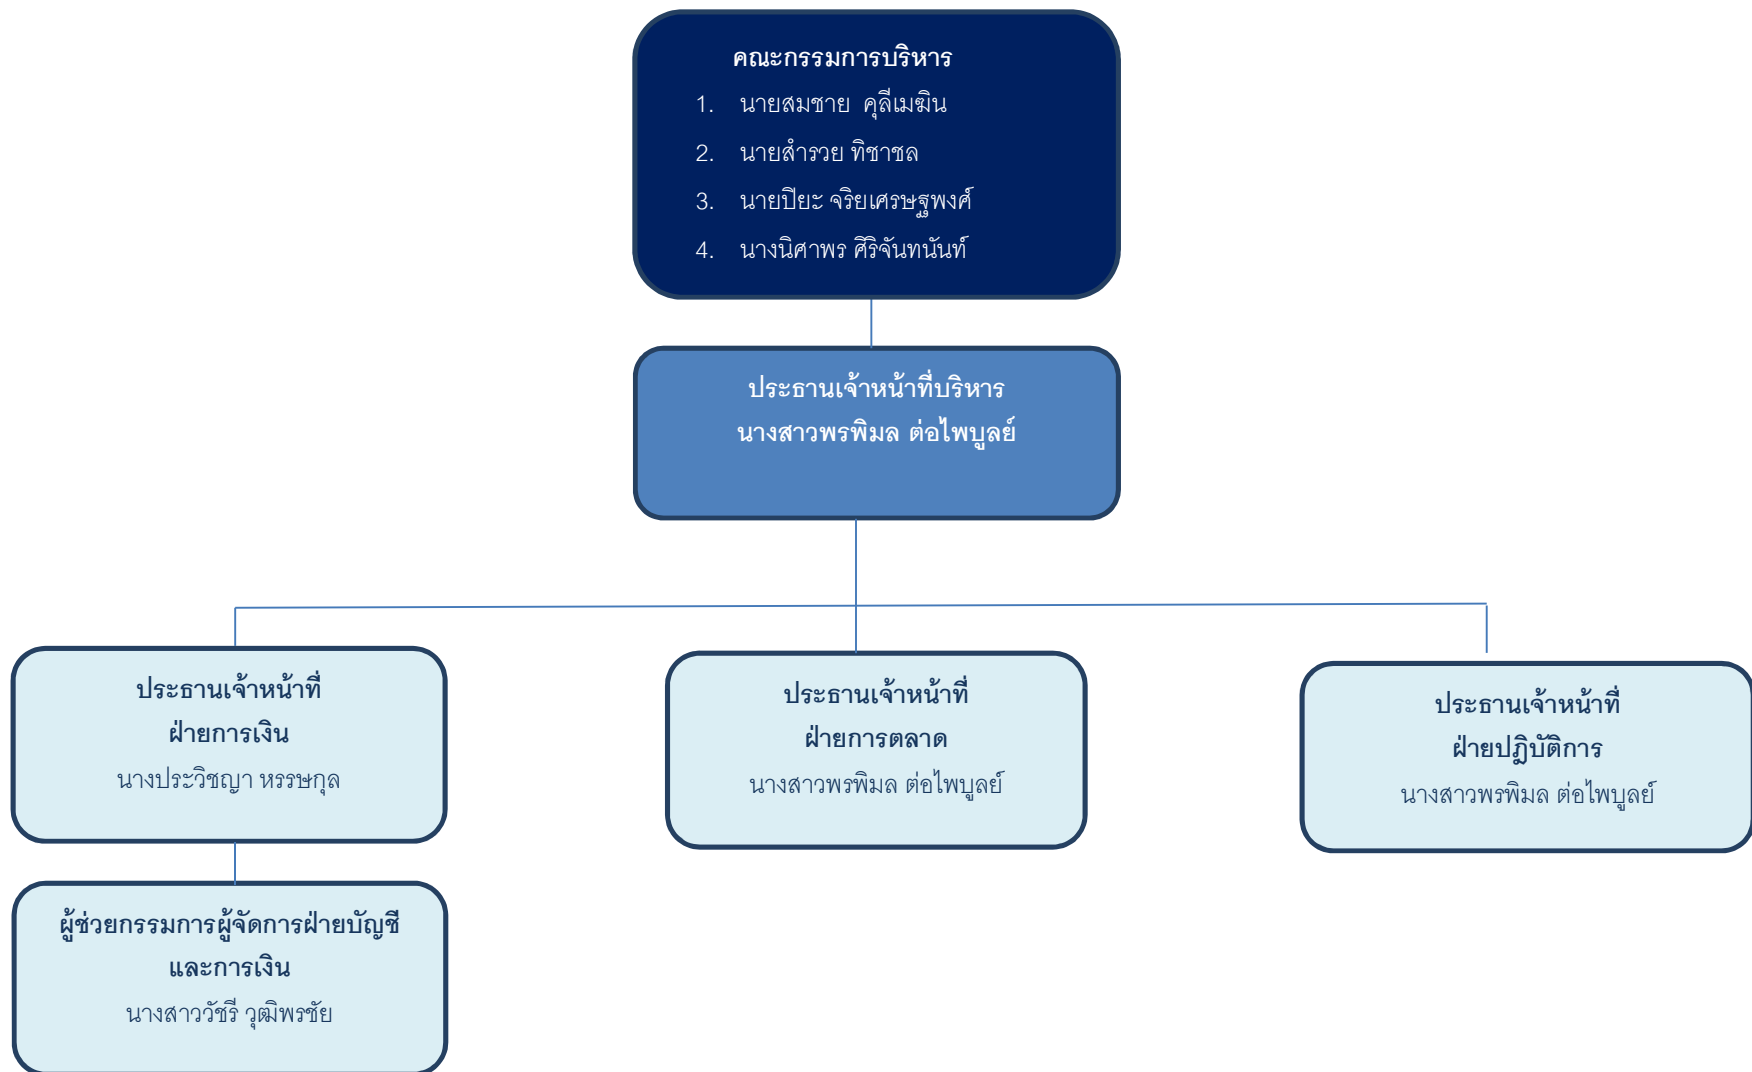 คณะกรรมการบริหาร
1. นายสมชาย คุลีเมฆิน
2. นายสำรวย ทิชาชล
3. นายปิยะ จริยเศรษฐพงศ์
4. นางนิศาพร ศิริจันทนันท์
ประธานเจ้าหน้าที่บริหาร
นางสาวพรพิมล ต่อไพบูลย์
ประธานเจ้าหน้าที่
ฝ่ายการเงิน
นางประวิชญา หรรษกุล
ประธานเจ้าหน้าที่
ฝ่ายการตลาด
นางสาวพรพิมล ต่อไพบูลย์
ประธานเจ้าหน้าที่
ฝ่ายปฎิบัติการ
นางสาวพรพิมล ต่อไพบูลย์
ผู้ช่วยกรรมการผู้จัดการฝ่ายบัญชี
และการเงิน
นางสาววัชรี วุฒิพรชัย